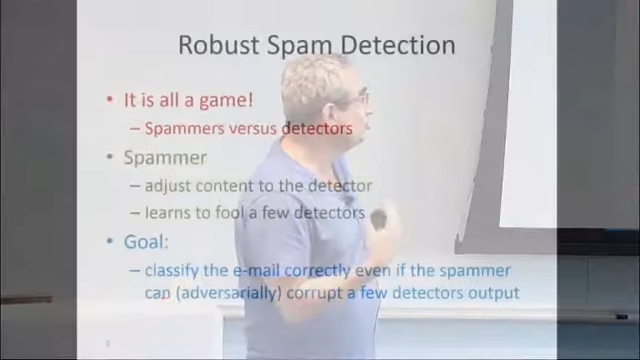 Robust Spam Detection
• It is all a game!
– Spammers versus detectors
• Spammer
– adjust content to the detector
– learns to fool a few detectors
• Goal:
– classify the e-mail correctly even if the spammer
can (adversarially) corrupt a few detectors output